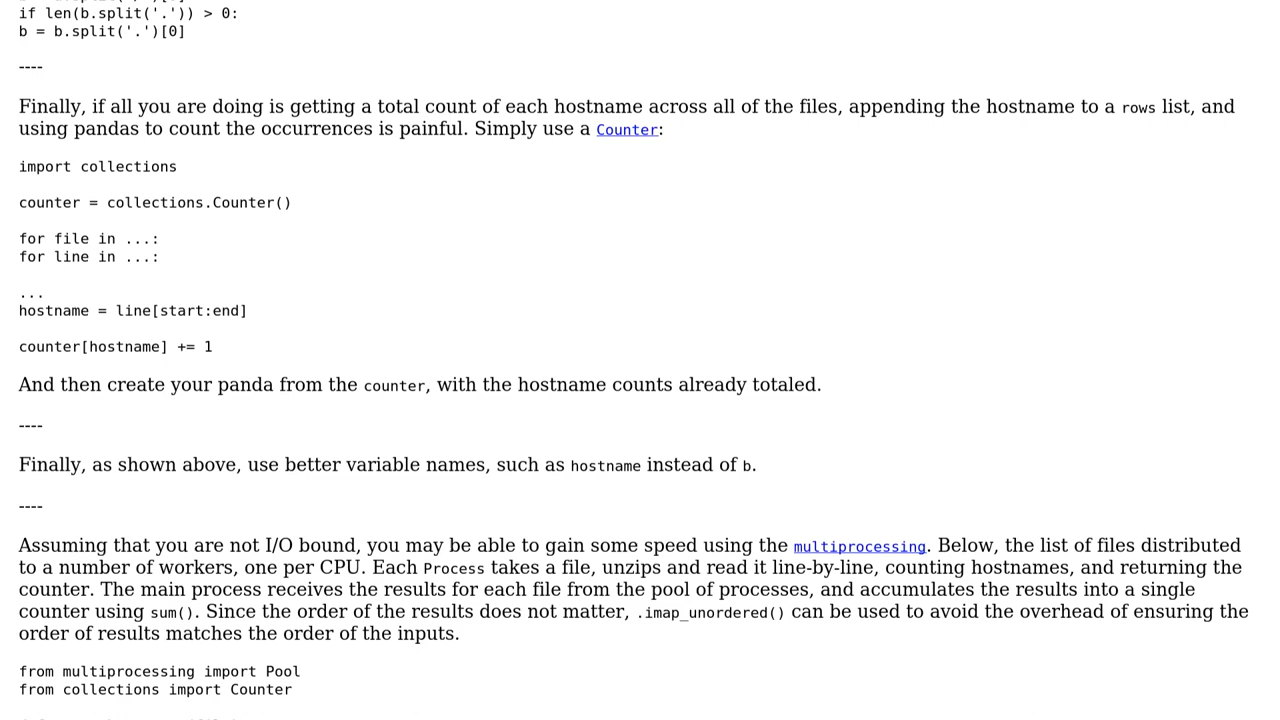 if len(b.split('.')) > 0:
b = b.split('.')[0]
----
Finally, if all you are doing is getting a total count of each hostname across all of the files, appending the hostname to a rows list, and
using pandas to count the occurrences is painful. Simply use a Counter:
import collections
counter = collections.Counter()
for file in ...:
for line in ...:
...
hostname = line[start:end]
counter[hostname] += 1
And then create your panda from the counter, with the hostname counts already totaled.
----
Finally, as shown above, use better variable names, such as hostname instead of b.
----
Assuming that you are not I/O bound, you may be able to gain some speed using the multiprocessing. Below, the list of files distributed
to a number of workers, one per CPU. Each Process takes a file, unzips and read it line-by-line, counting hostnames, and returning the
counter. The main process receives the results for each file from the pool of processes, and accumulates the results into a single
counter using sum(). Since the order of the results does not matter, .imap_unordered() can be used to avoid the overhead of ensuring the
order of results matches the order of the inputs.
from multiprocessing import Pool
from collections import Counter